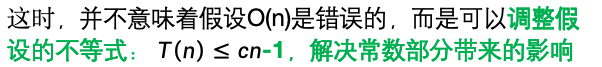 这时，并不意味着假设O(n)是错误的，而是可以调整假
设的不等式： T(n) ≤ cn-1，解决常数部分带来的影响